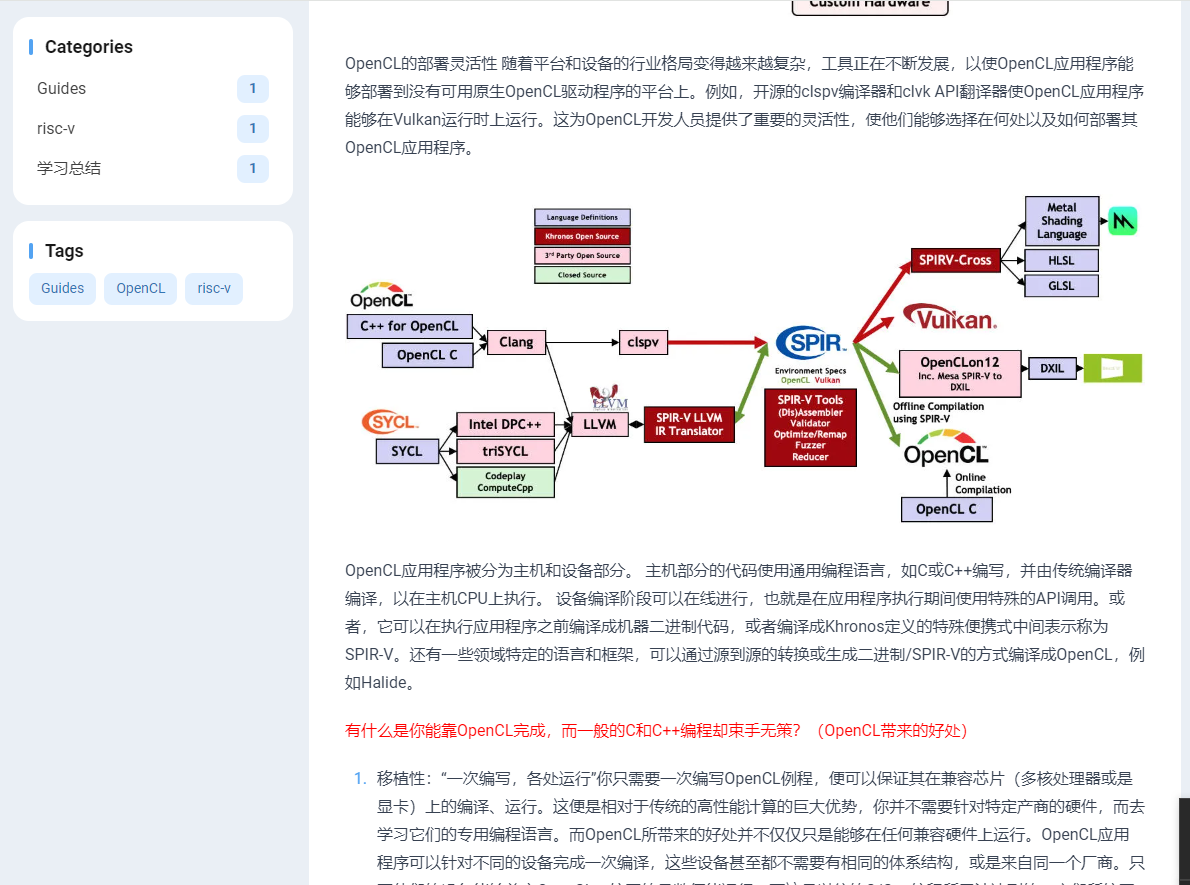 Categories
Guides 1
risc-v 1
学习总结 1
Tags
Guides OpenCL risc-v
Custom Hardware
OpenCL的部署灵活性 随着平台和设备的行业格局变得越来越复杂，工具正在不断发展，以使OpenCL应用程序能
够部署到没有可用原生OpenCL驱动程序的平台上。例如，开源的clspv编译器和clvk API翻译器使OpenCL应用程序
能够在Vulkan运行时上运行。这为OpenCL开发人员提供了重要的灵活性，使他们能够选择在何处以及如何部署其
OpenCL应用程序。
Language Definitions
Khronos Open Source
3rd Party Open Source
Closed Source
OpenCL
C++ for OpenCL
OpenCL C
Clang
clspv
SYCL
SYCL
Intel DPC++
triSYCL
Codeplay
ComputeCpp
LLVM
LLVM
SPIR-V LLVM
IR Translator
SPIR
Environment Specs
OpenCL Vulkan
SPIR-V Tools
(Dis)Assembler
Validator
Optimize/Remap
Fuzzer
Reducer
SPIRV-Cross
Metal
Shading
Language
HLSL
GLSL
Vulkan
OpenCLon12
Inc. Mesa SPIR-V to
DXIL
DXIL
Offline Compilation
using SPIR-V
OpenCL
Online
Compilation
OpenCL C
OpenCL应用程序被分为主机和设备部分。 主机部分的代码使用通用编程语言，如C或C++编写，并由传统编译器
编译，以在主机CPU上执行。 设备编译阶段可以在线进行，也就是在应用程序执行期间使用特殊的API调用。或
者，它可以在执行应用程序之前编译成机器二进制代码，或者编译成Khronos定义的特殊便携式中间表示称为
SPIR-V。还有一些领域特定的语言和框架，可以通过源到源的转换或生成二进制/SPIR-V的方式编译成OpenCL，例
如Halide。
有什么是你能靠OpenCL完成，而一般的C和C++编程却束手无策？（OpenCL带来的好处）
1. 移植性：“一次编写，各处运行”你只需要一次编写OpenCL例程，便可以保证其在兼容芯片（多核处理器或是
显卡）上的编译、运行。这便是相对于传统的高性能计算的巨大优势，你并不需要针对特定产商的硬件，而去
学习它们的专用编程语言。而OpenCL所带来的好处并不仅仅只是能够在任何兼容硬件上运行。OpenCL应用
程序可以针对不同的设备完成一次编译，这些设备甚至都不需要有相同的体系结构，或是来自同一个厂商。只